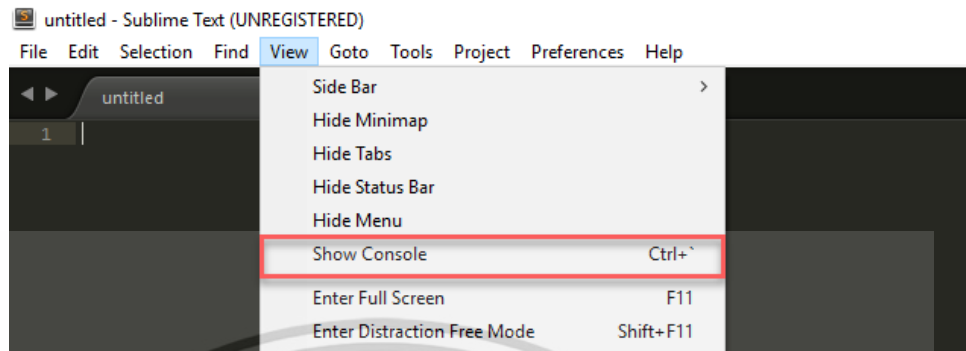 untitled - Sublime Text (UNREGISTERED)
File Edit Selection Find View Goto Tools Project Preferences Help
untitled
1
Side Bar
Hide Minimap
Hide Tabs
Hide Status Bar
Hide Menu
Show Console Ctrl+`
Enter Full Screen F11
Enter Distraction Free Mode Shift+F11